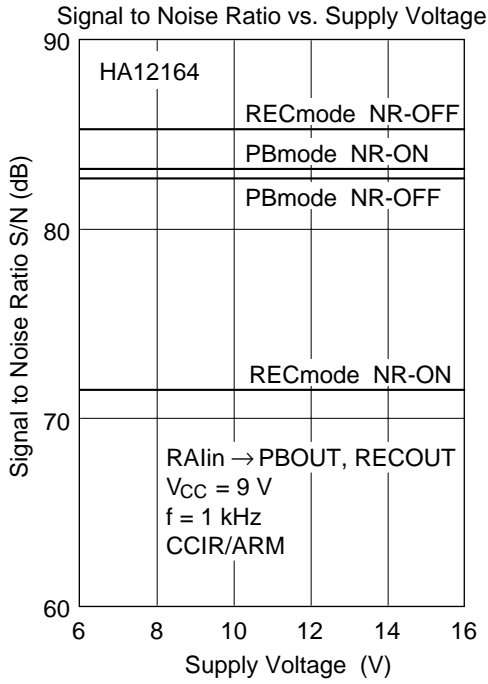 Signal to Noise Ratio vs. Supply Voltage
90
HA12164
RECmode NR-OFF
PBmode NR-ON
PBmode NR-OFF
80
Signal to Noise Ratio S/N (dB)
RECmode NR-ON
70
RAIin → PBOUT, RECOUT
VCC = 9 V
f = 1 kHz
CCIR/ARM
60
6 8 10 12 14 16
Supply Voltage (V)